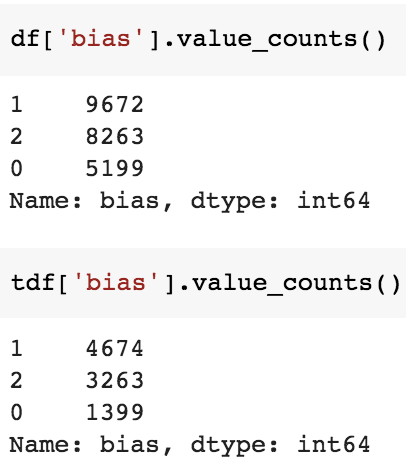 df['bias'].value_counts()
1    9672
2    8263
0    5199
Name: bias, dtype: int64
tdf['bias'].value_counts()
1    4674
2    3263
0    1399
Name: bias, dtype: int64